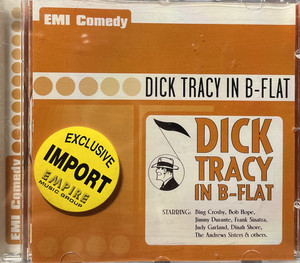 EMI Comedy
DICK TRACY IN B-FLAT
EXCLUSIVE
IMPORT
EMPIRE
MUSIC GROUP
DICK
TRACY
IN B-FLAT
STARRING: Bing Crosby, Bob Hope,
Jimmy Durante, Frank Sinatra,
Judy Garland, Dinah Shore,
The Andrews Sisters & others.
EMI Comedy